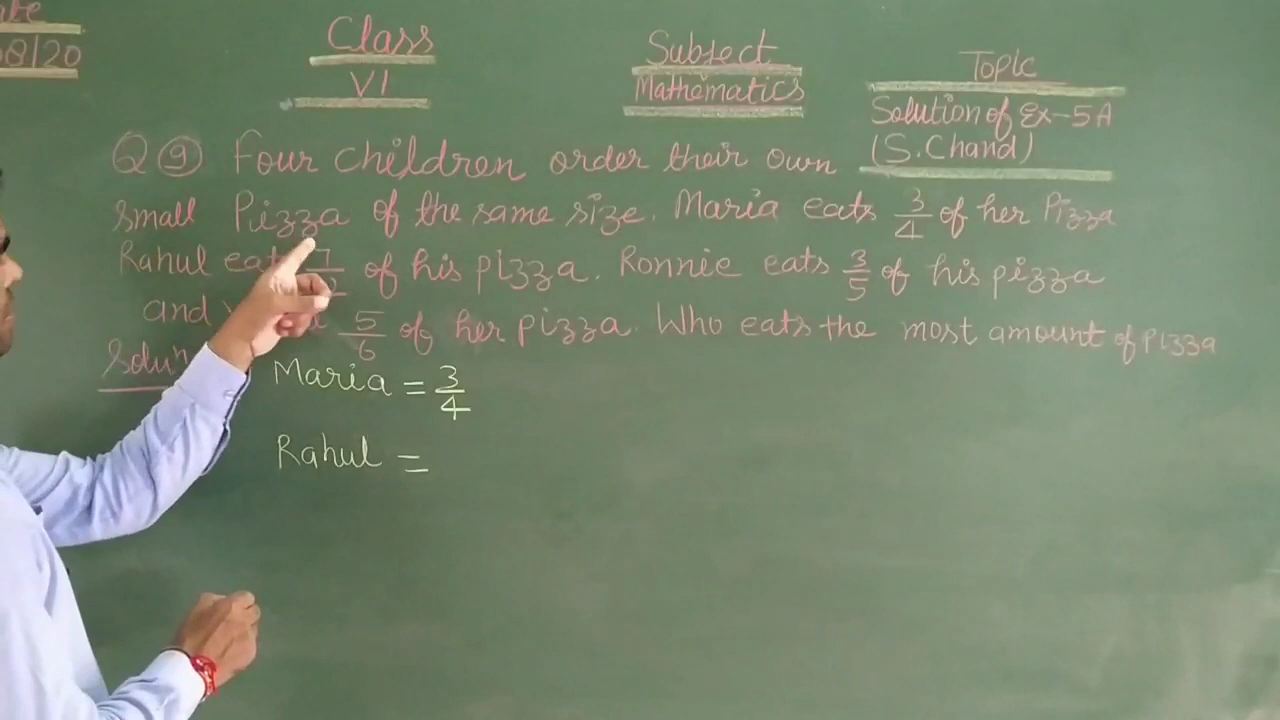 08/20
Class
VI
Subject
Mathematics
Topic
Solution of Ex-5A
(S.Chand)
Q 9 Four children order their own
small Pizza of the same size. Maria eats 3/4 of her Pizza
Rahul eats of his pizza. Ronnie eats 3/5 of his pizza
and 5/6 of her pizza. Who eats the most amount of pizza
Maria = 3/4
Rahul =